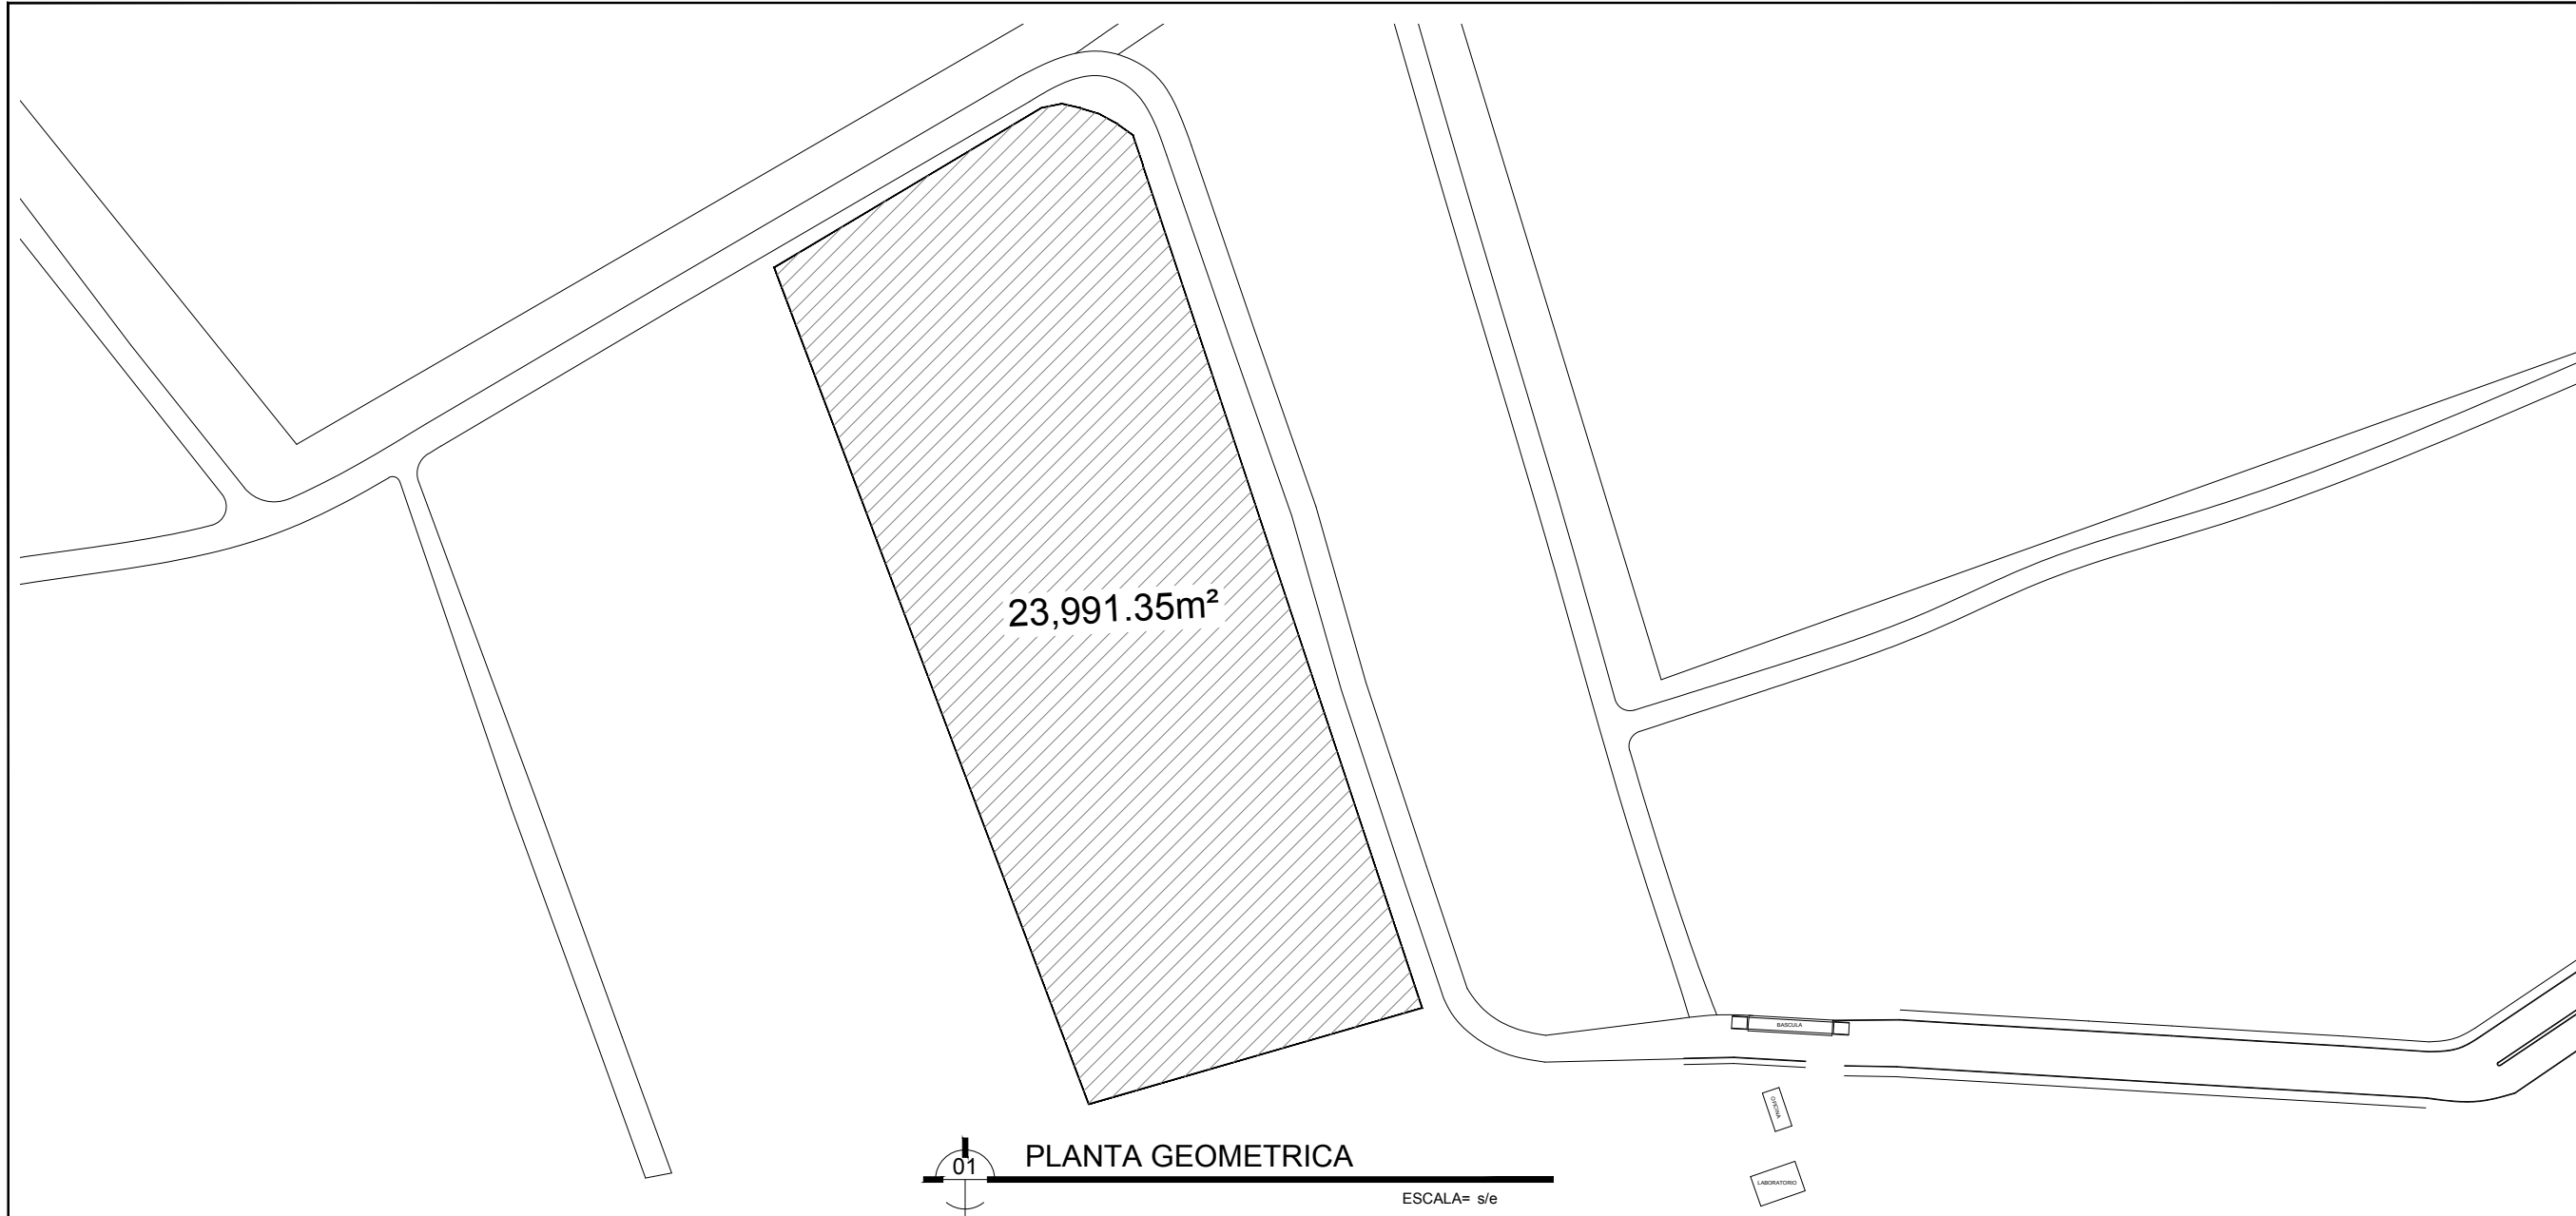 23,991.35m²
BASCULA
OFICINA
01
PLANTA GEOMETRICA
LABORATORIO
ESCALA= s/e